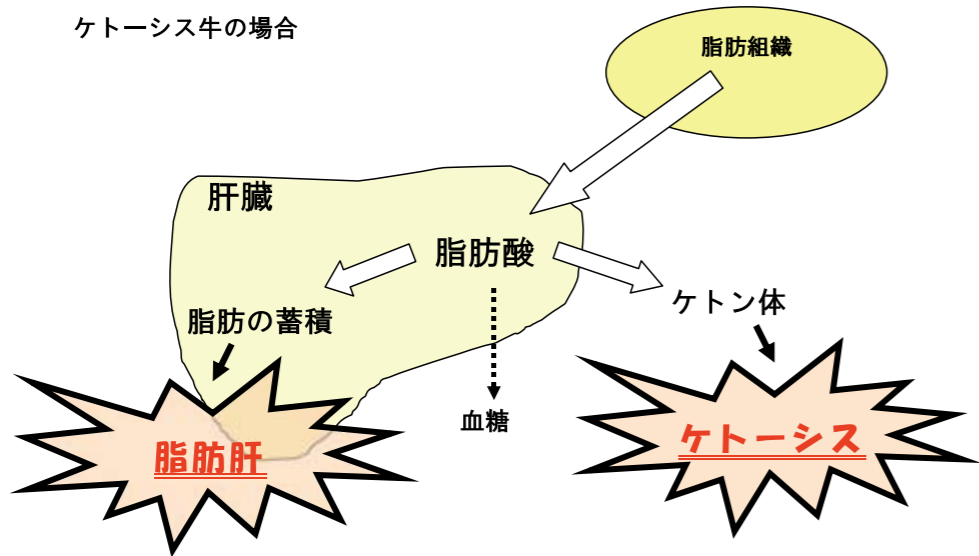 ケトーシス牛の場合
脂肪組織
肝臓
脂肪酸
脂肪の蓄積
ケトン体
血糖
脂肪肝
ケトーシス